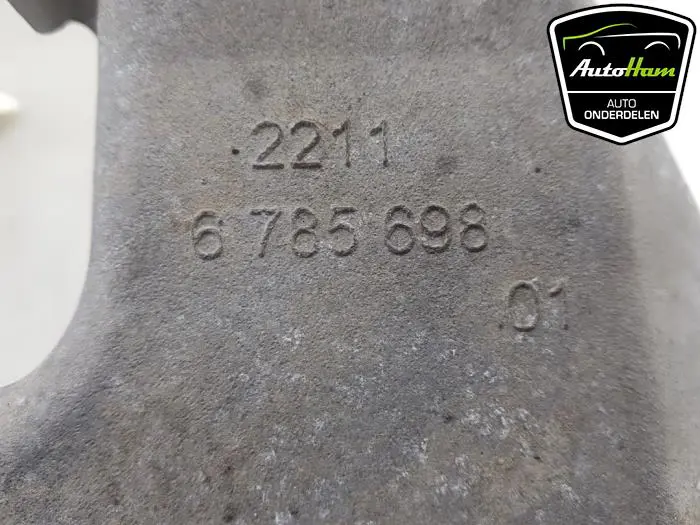 AutoHam
AUTO
ONDERDELEN
.2211
6 785 698
01